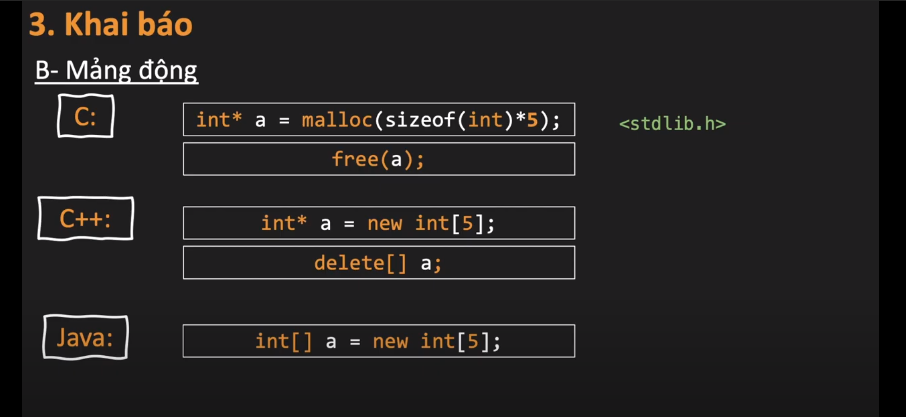 3. Khai báo
B- Mảng động
C:
int* a = malloc(sizeof(int)*5);
<stdlib.h>
free(a);
C++:
int* a = new int[5];
delete[] a;
Java:
int[] a = new int[5];